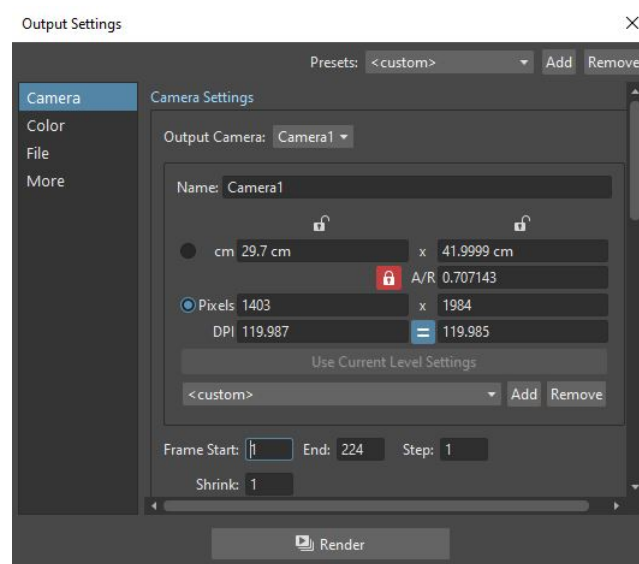 Output Settings
Presets: <custom> Add Remove
Camera
Color
File
More
Camera Settings
Output Camera: Camera1
Name: Camera1
cm 29.7 cm x 41.9999 cm
A/R 0.707143
Pixels 1403 x 1984
DPI 119.987 = 119.985
Use Current Level Settings
<custom> Add Remove
Frame Start: 1 End: 224 Step: 1
Shrink: 1
Render